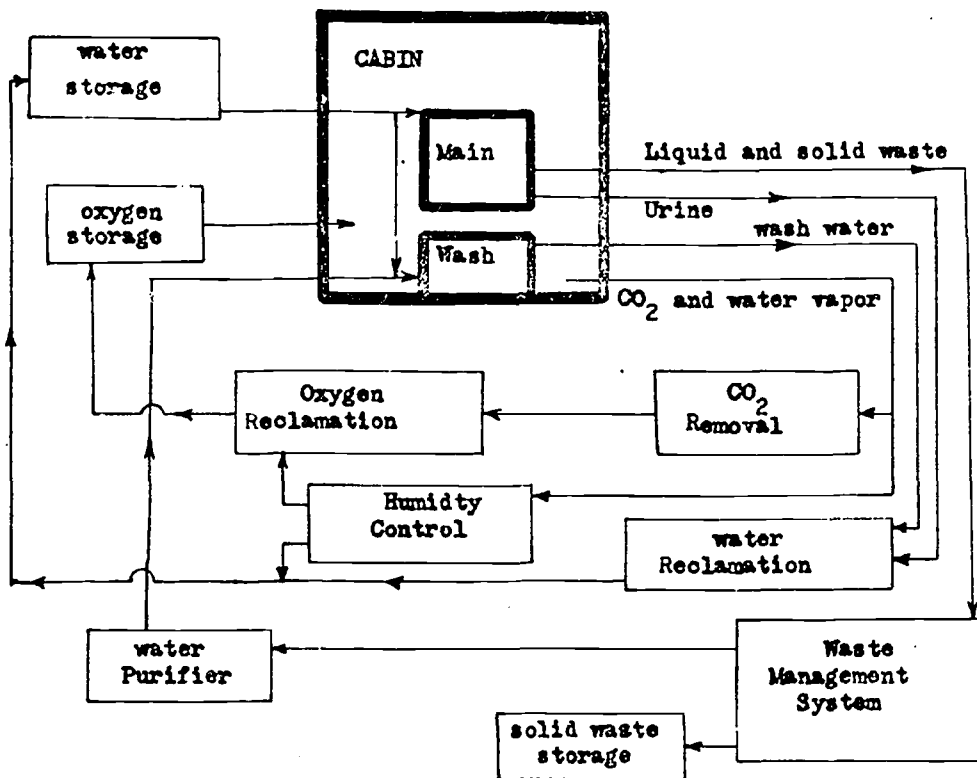 water
storage
CABIN
Main
Liquid and solid waste
oxygen
storage
Urine
wash water
Wash
CO2 and water vapor
Oxygen
Reclamation
CO2
Removal
Humidty
Control
water
Reclamation
water
Purifier
Waste
Management
System
solid waste
storage